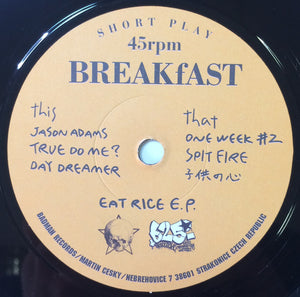 SHORT PLAY
45rpm
BREAKfAST
this
JASON ADAMS
TRUE DO ME?
DAY DREAMER
that
ONE WEEK #2
SPIT FIRE
子供の心
EAT RICE E.P.
BADMAN RECORDS/MARTIN CESKY/NEBREHOVICE 7 38601 STRAKONICE CZECH REPUBLIC